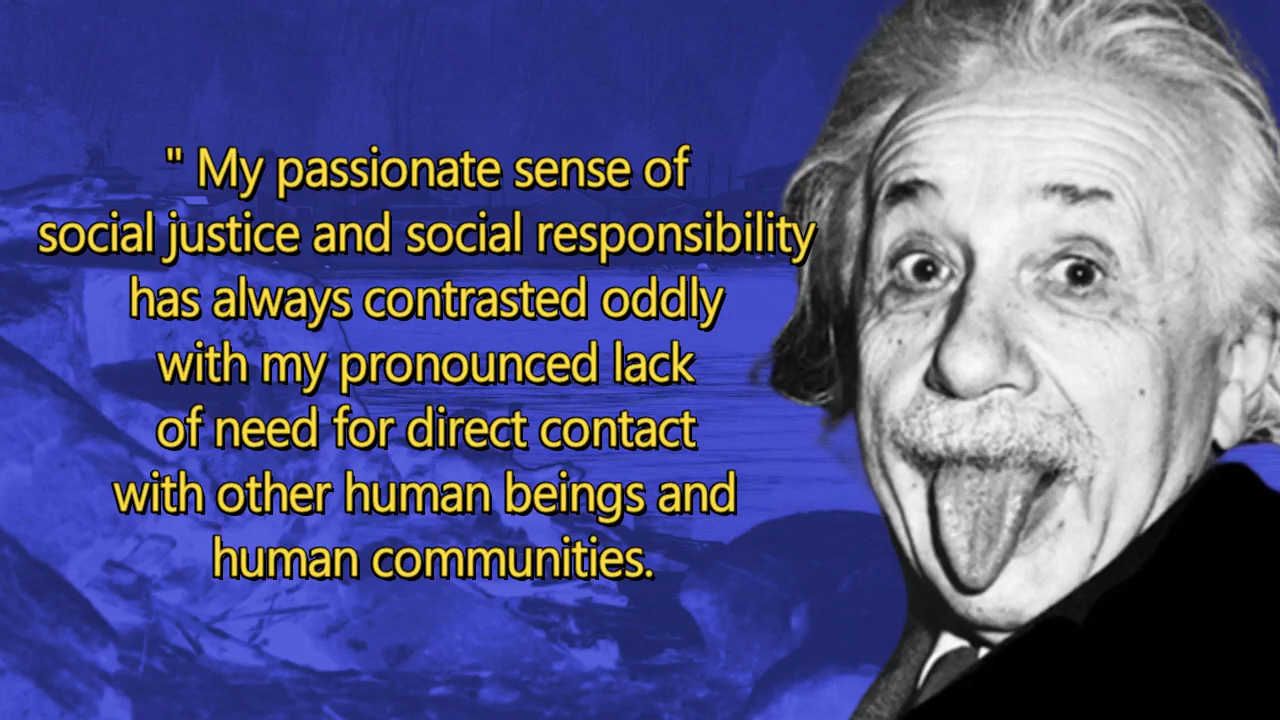 " My passionate sense of
social justice and social responsibility
has always contrasted oddly
with my pronounced lack
of need for direct contact
with other human beings and
human communities.